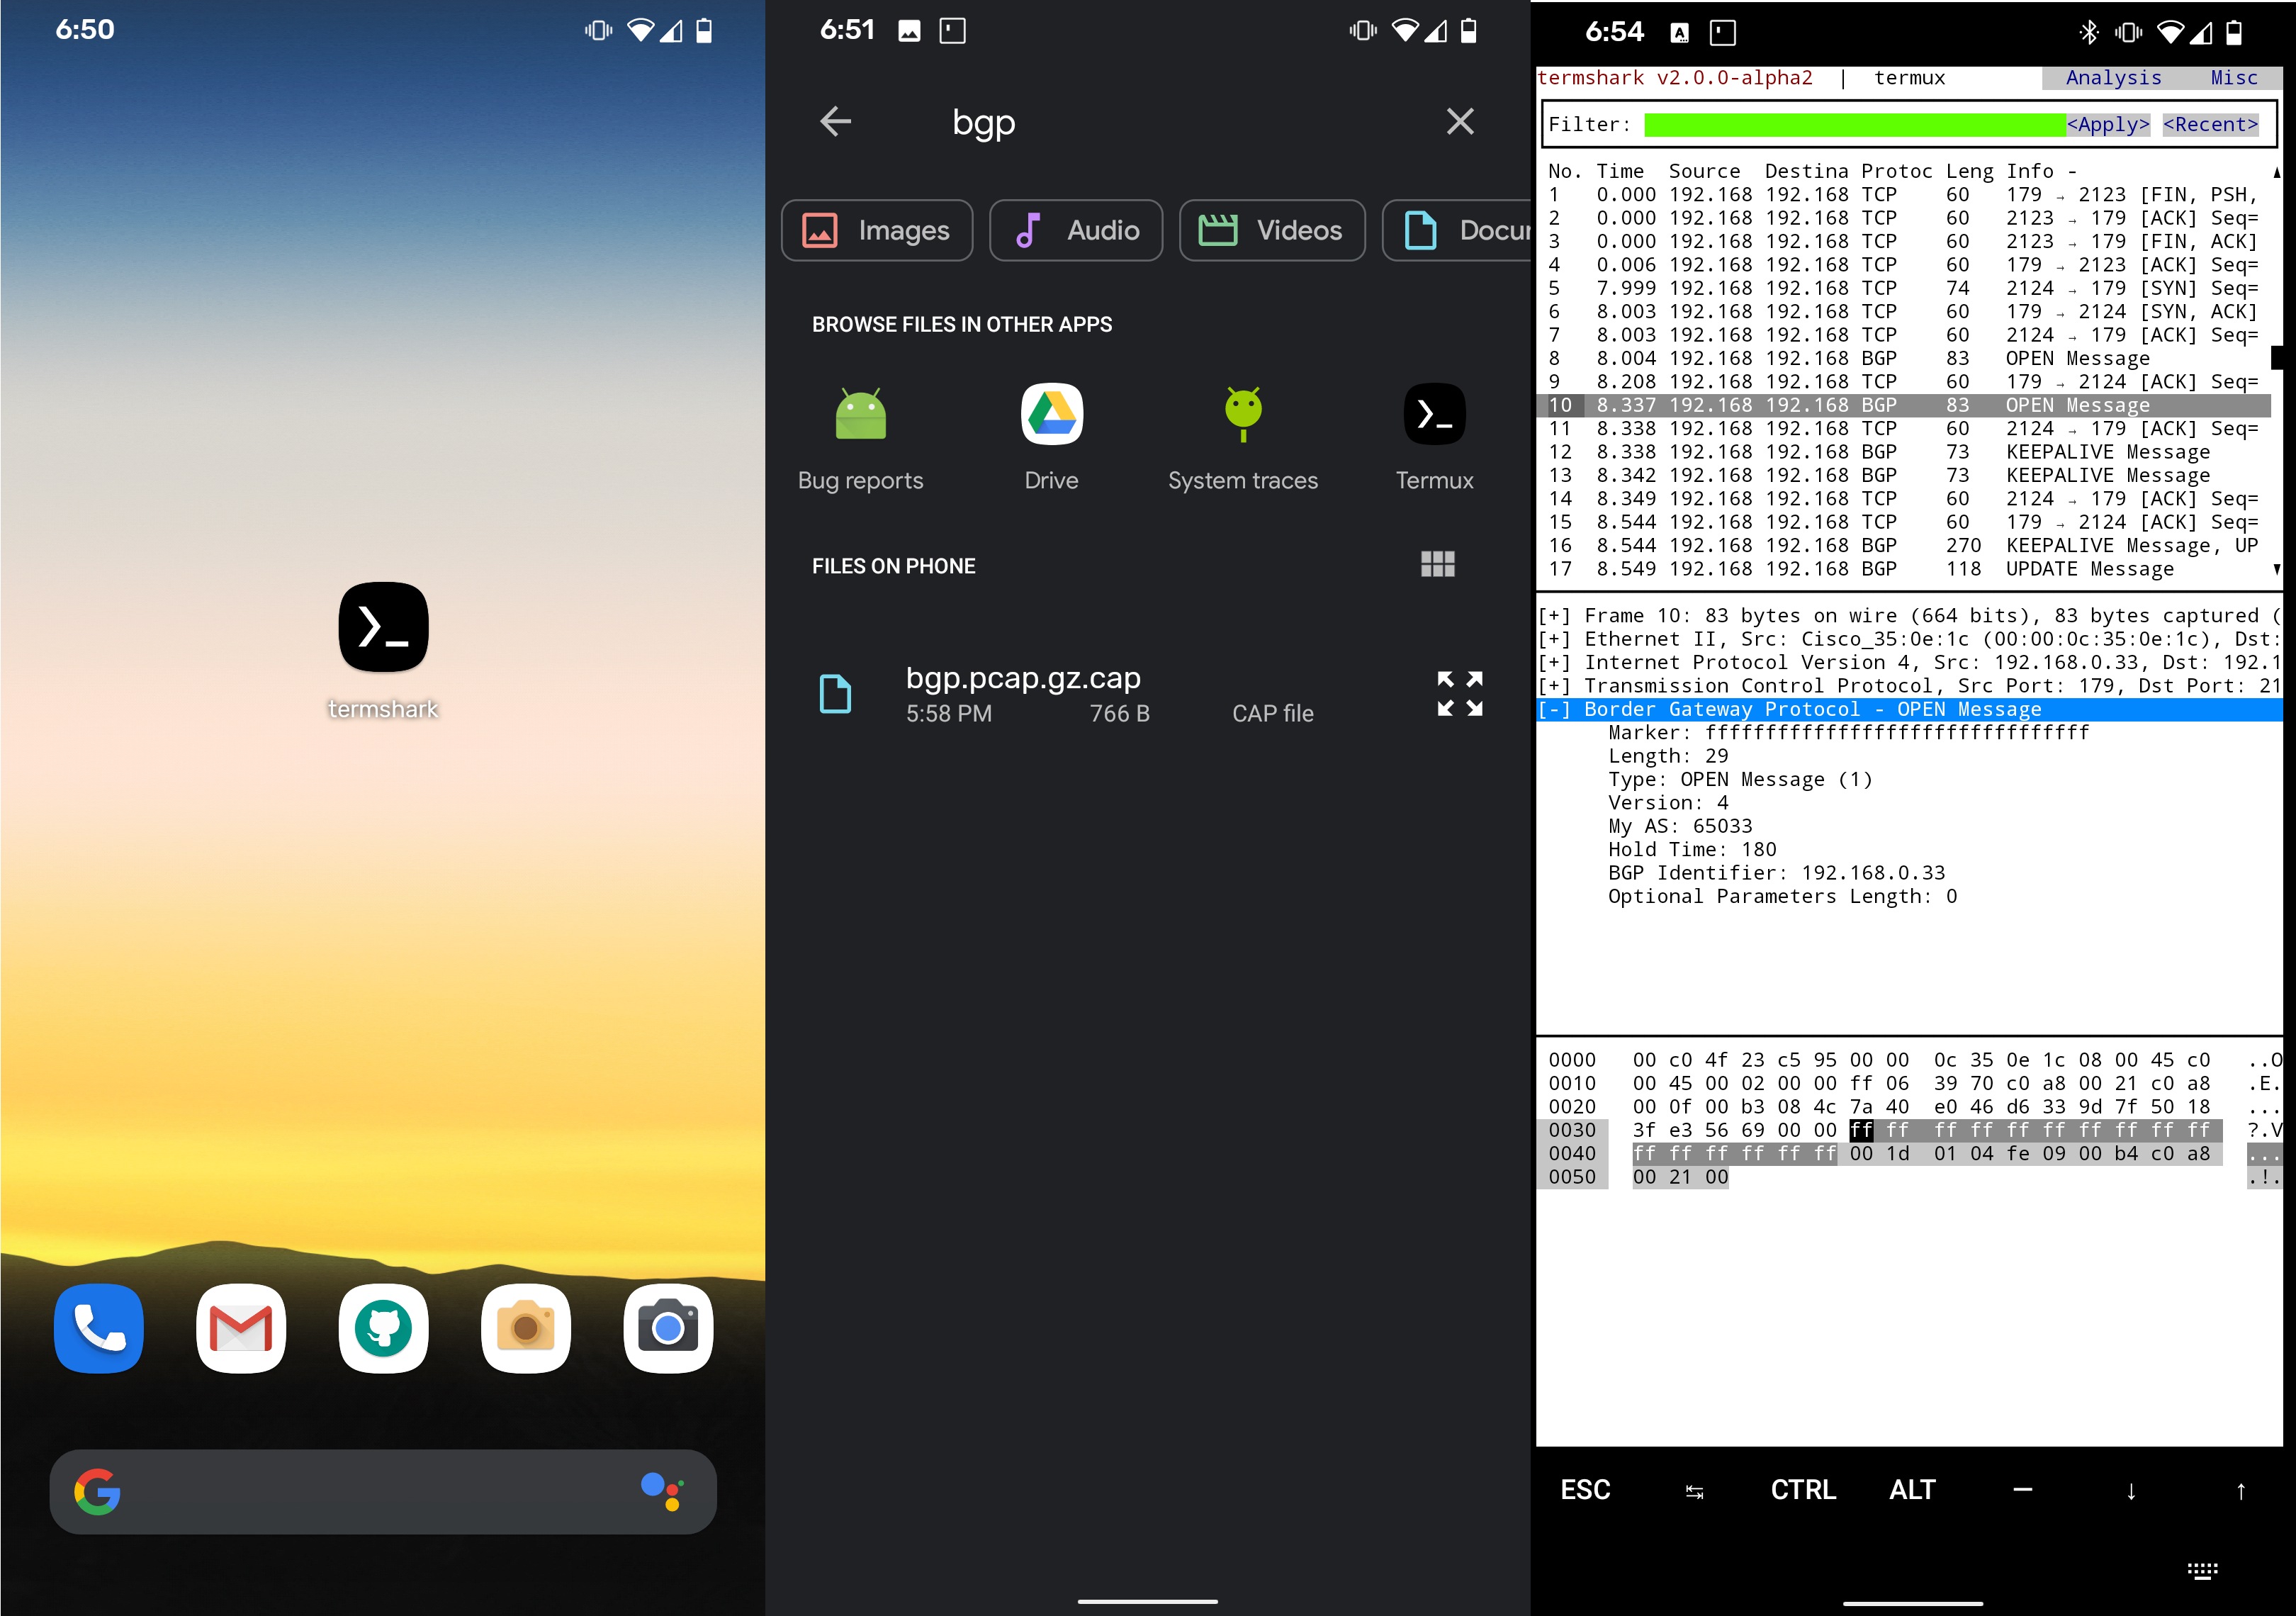 6:50
termshark
6:51
bgp
Images Audio Videos Docu
BROWSE FILES IN OTHER APPS
Bug reports Drive System traces Termux
FILES ON PHONE
bgp.pcap.gz.cap
5:58 PM 766 B CAP file
6:54
termshark v2.0.0-alpha2 | termux Analysis Misc
Filter: <Apply> <Recent>
No. Time Source Destina Protoc Leng Info -
1 0.000 192.168 192.168 TCP 60 179 → 2123 [FIN, PSH,
2 0.000 192.168 192.168 TCP 60 2123 → 179 [ACK] Seq=
3 0.000 192.168 192.168 TCP 60 2123 → 179 [FIN, ACK]
4 0.006 192.168 192.168 TCP 60 179 → 2123 [ACK] Seq=
5 7.999 192.168 192.168 TCP 74 2124 → 179 [SYN] Seq=
6 8.003 192.168 192.168 TCP 60 179 → 2124 [SYN, ACK]
7 8.003 192.168 192.168 TCP 60 2124 → 179 [ACK] Seq=
8 8.004 192.168 192.168 BGP 83 OPEN Message
9 8.208 192.168 192.168 TCP 60 179 → 2124 [ACK] Seq=
10 8.337 192.168 192.168 BGP 83 OPEN Message
11 8.338 192.168 192.168 TCP 60 2124 → 179 [ACK] Seq=
12 8.338 192.168 192.168 BGP 73 KEEPALIVE Message
13 8.342 192.168 192.168 BGP 73 KEEPALIVE Message
14 8.349 192.168 192.168 TCP 60 2124 → 179 [ACK] Seq=
15 8.544 192.168 192.168 TCP 60 179 → 2124 [ACK] Seq=
16 8.544 192.168 192.168 BGP 270 KEEPALIVE Message, UP
17 8.549 192.168 192.168 BGP 118 UPDATE Message
[+] Frame 10: 83 bytes on wire (664 bits), 83 bytes captured (
[+] Ethernet II, Src: Cisco_35:0e:1c (00:00:0c:35:0e:1c), Dst:
[+] Internet Protocol Version 4, Src: 192.168.0.33, Dst: 192.1
[+] Transmission Control Protocol, Src Port: 179, Dst Port: 21
[-] Border Gateway Protocol - OPEN Message
Marker: ffffffffffffffffffffffffffffffff
Length: 29
Type: OPEN Message (1)
Version: 4
My AS: 65033
Hold Time: 180
BGP Identifier: 192.168.0.33
Optional Parameters Length: 0
0000 00 c0 4f 23 c5 95 00 00 0c 35 0e 1c 08 00 45 c0 ..O
0010 00 45 00 02 00 00 ff 06 39 70 c0 a8 00 21 c0 a8 .E.
0020 00 0f 00 b3 08 4c 7a 40 e0 46 d6 33 9d 7f 50 18 ...
0030 3f e3 56 69 00 00 ff ff ff ff ff ff ff ff ff ff ?.V
0040 ff ff ff ff ff ff 00 1d 01 04 fe 09 00 b4 c0 a8 ...
0050 00 21 00 .!.
ESC ↹ CTRL ALT — ↓ ↑